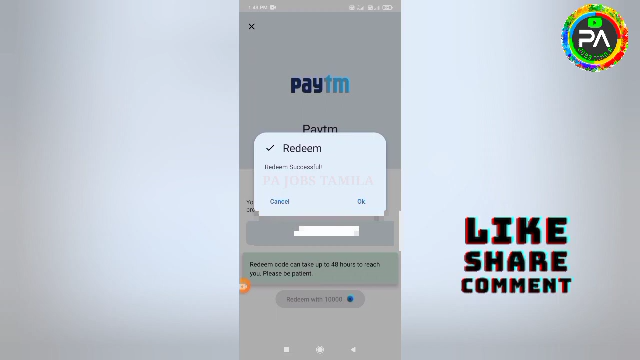 Paytm
Paytm
Redeem
Redeem Successful!
PA JOBS TAMILA
Cancel
Ok
Redeem code can take up to 48 hours to reach
you. Please be patient.
Redeem with 10000
PA
LIKE
SHARE
COMMENT